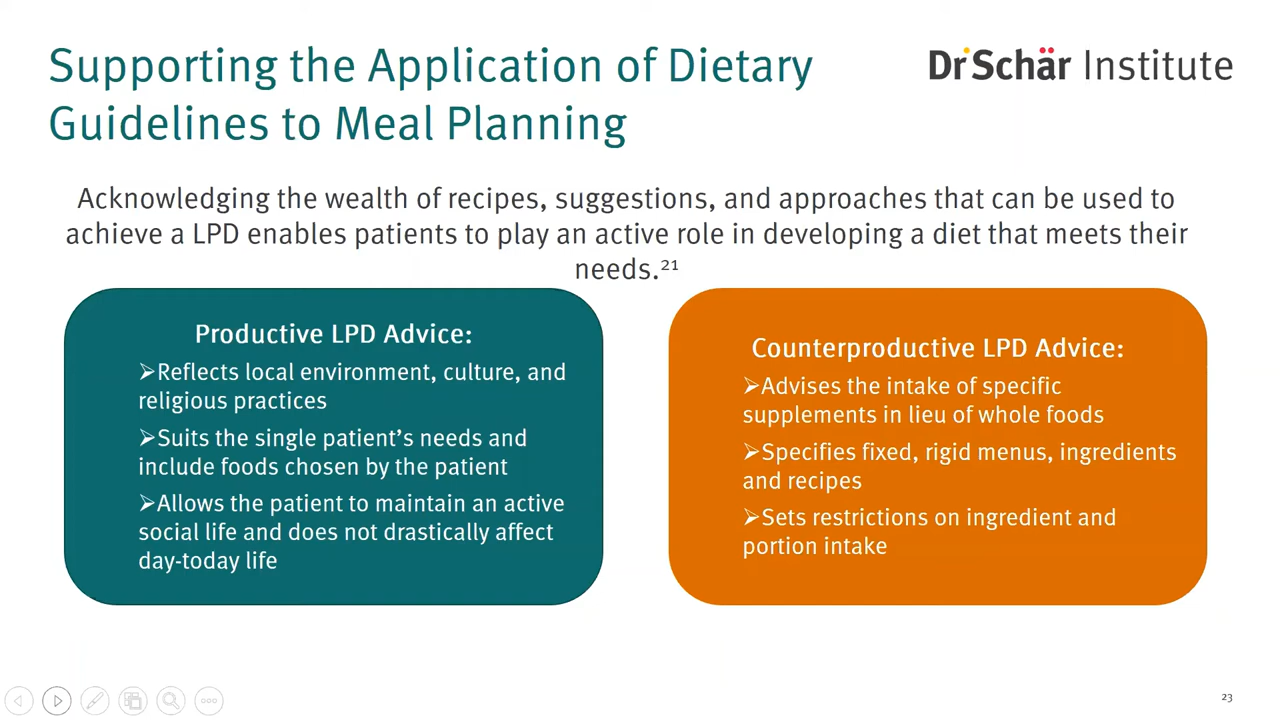 Supporting the Application of Dietary
Guidelines to Meal Planning
Dr Schär Institute
Acknowledging the wealth of recipes, suggestions, and approaches that can be used to
achieve a LPD enables patients to play an active role in developing a diet that meets their
needs.²¹
Productive LPD Advice:
➢Reflects local environment, culture, and
religious practices
➢Suits the single patient’s needs and
include foods chosen by the patient
➢Allows the patient to maintain an active
social life and does not drastically affect
day-today life
Counterproductive LPD Advice:
➢Advises the intake of specific
supplements in lieu of whole foods
➢Specifies fixed, rigid menus, ingredients
and recipes
➢Sets restrictions on ingredient and
portion intake
23